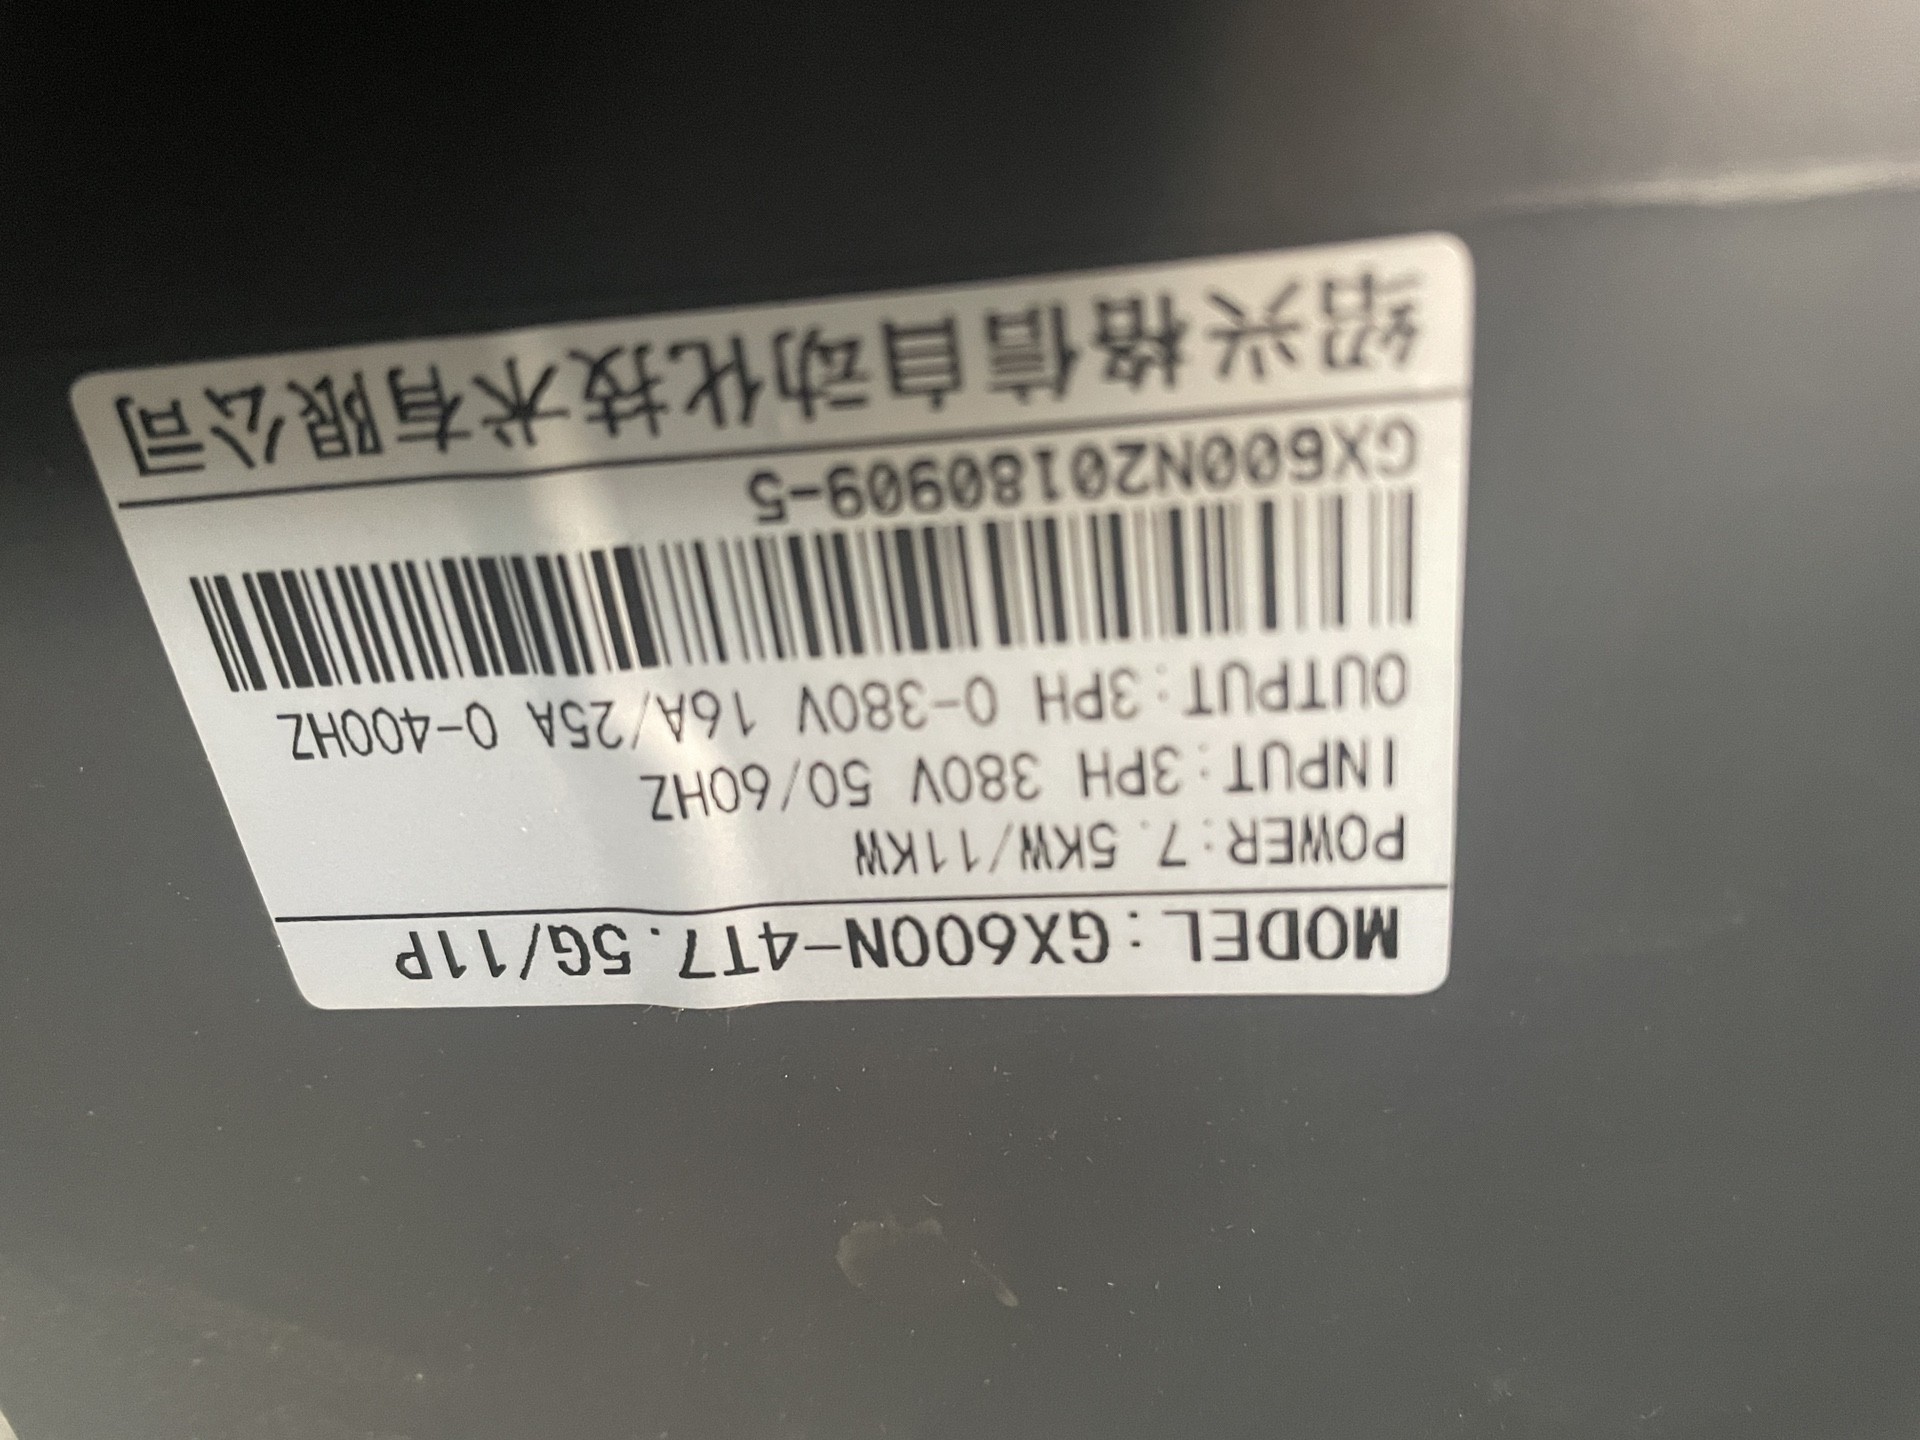 MODEL:GX600N-4T7.5G/11P
POWER:7.5KW/11KW
INPUT:3PH 380V 50/60HZ
OUTPUT:3PH 0-380V 16A/25A 0-400HZ
GX600N20180909-5
绍兴格信自动化技术有限公司